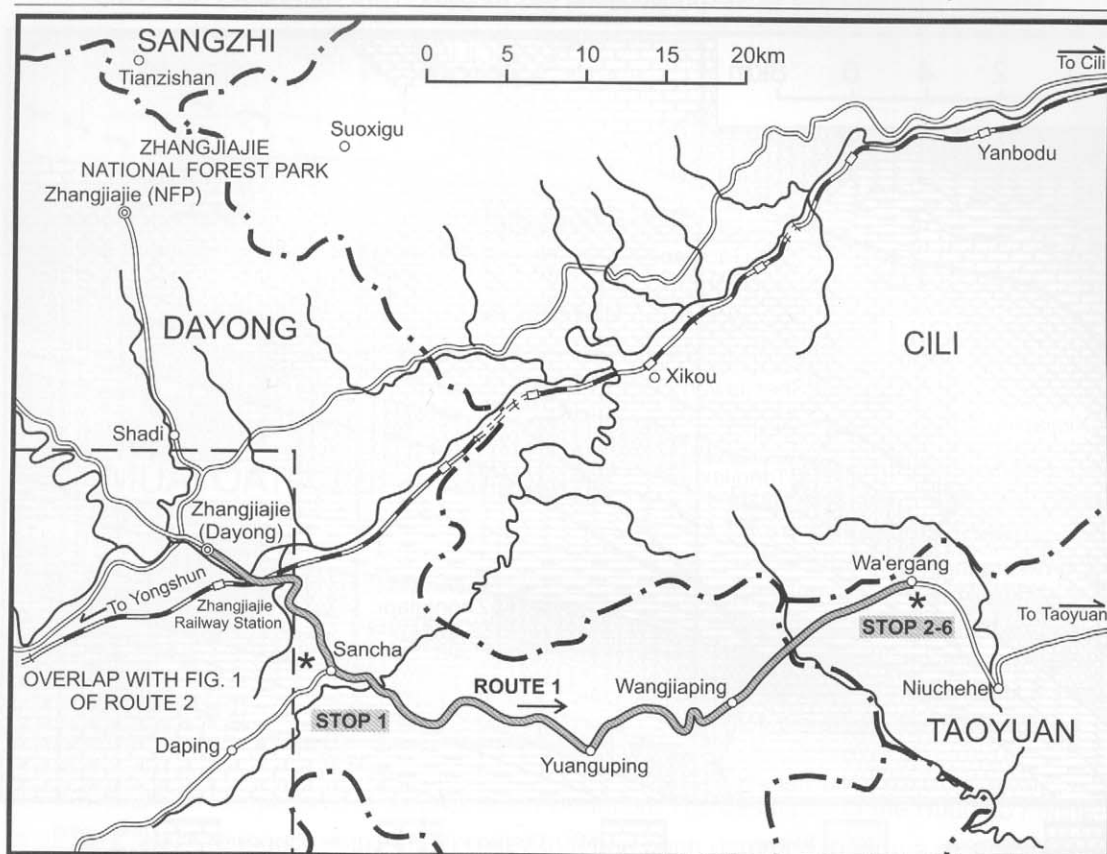 SANGZHI
Tianzishan
0 5 10 15 20km
To Cili
Suoxigu
ZHANGJIAJIE
NATIONAL FOREST PARK
Zhangjiajie (NFP)
Yanbodu
DAYONG
CILI
Xikou
Shadi
Zhangjiajie
(Dayong)
To Yongshun
Zhangjiajie
Railway Station
Wa'ergang
*
STOP 2-6
To Taoyuan
Sancha
*
OVERLAP WITH FIG. 1
OF ROUTE 2
STOP 1
ROUTE 1
Wangjiaping
Niuchehe
TAOYUAN
Daping
Yuanguping